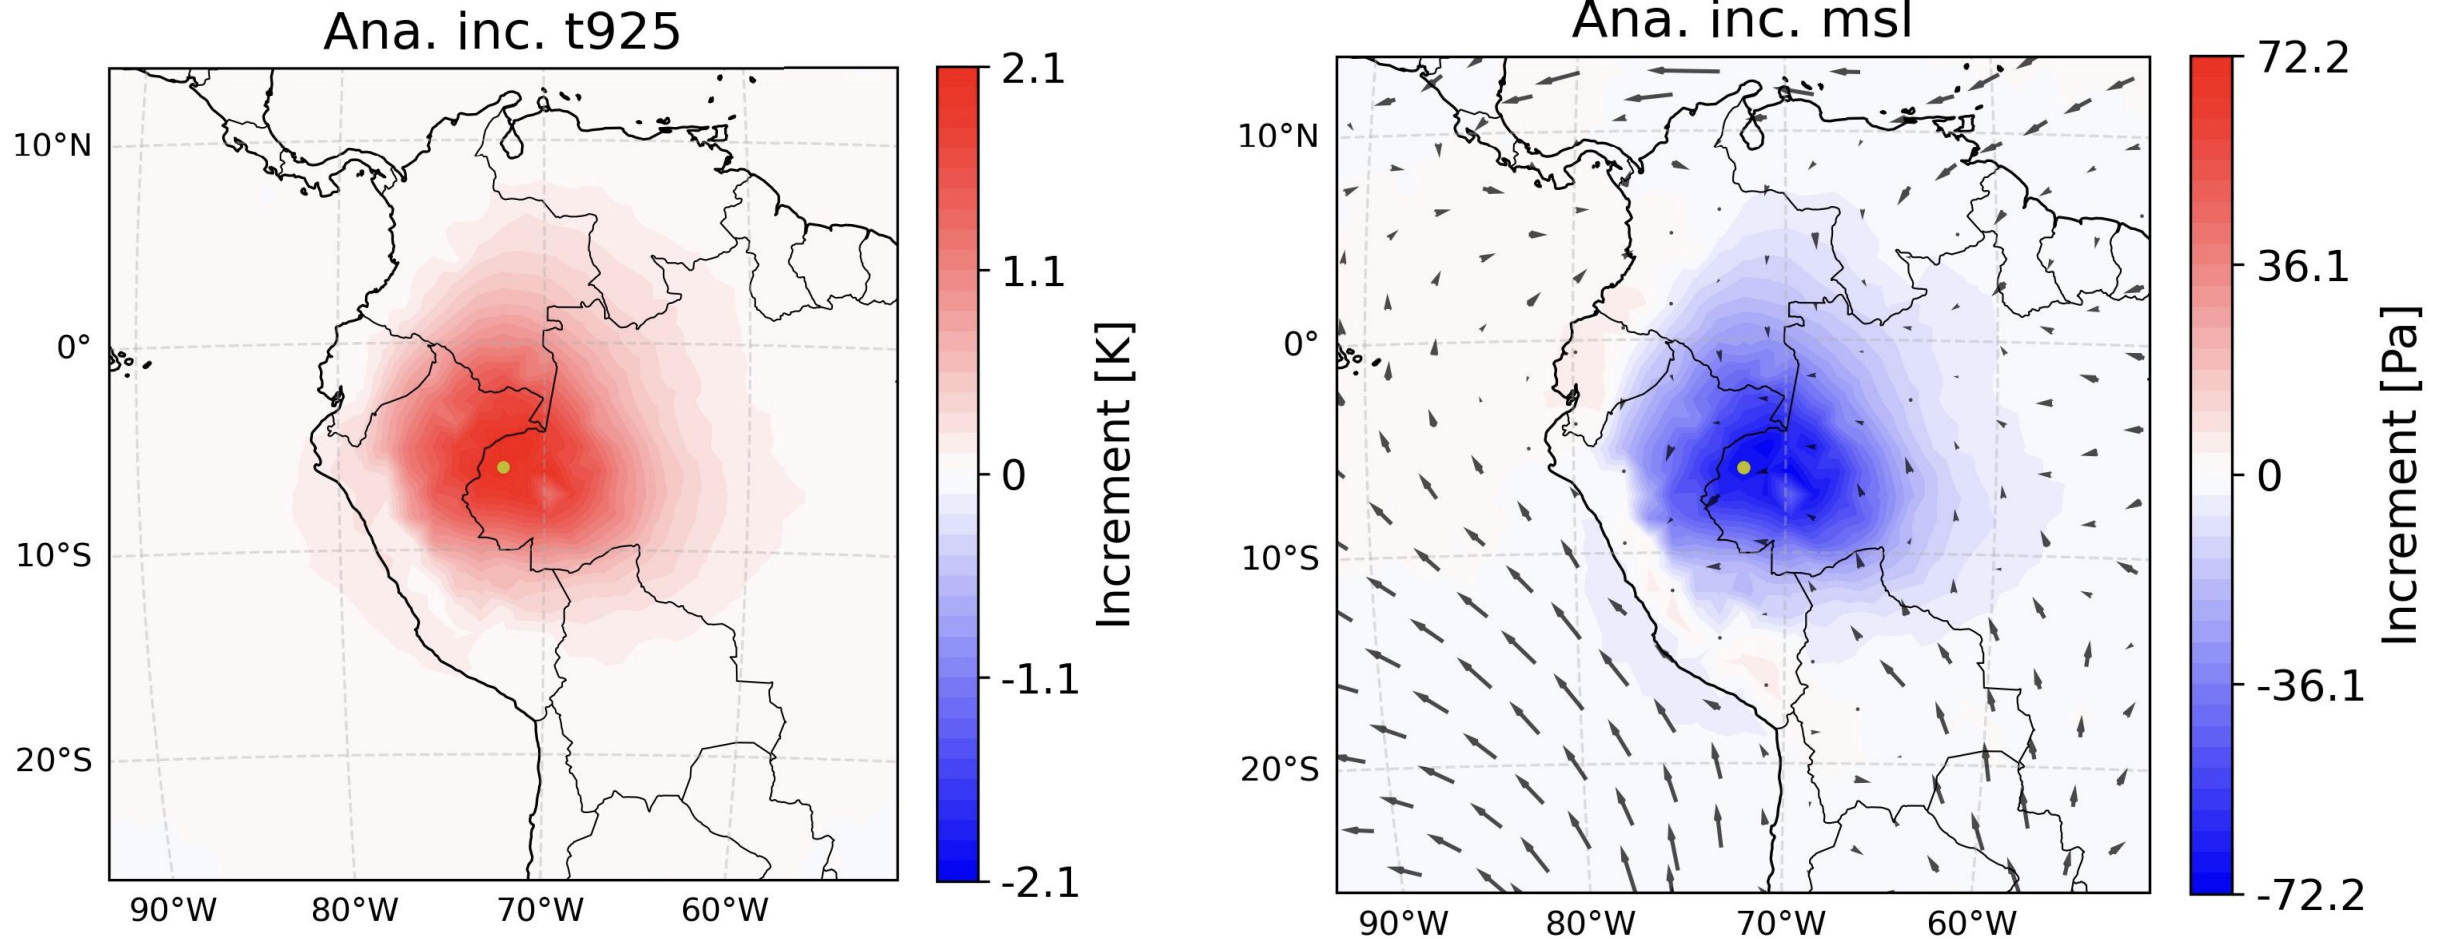 Ana. inc. t925
10°N
0°
10°S
20°S
90°W 80°W 70°W 60°W
2.1
1.1
0
-1.1
-2.1
Increment [K]
Ana. inc. msl
10°N
0°
10°S
20°S
90°W 80°W 70°W 60°W
72.2
36.1
0
-36.1
-72.2
Increment [Pa]